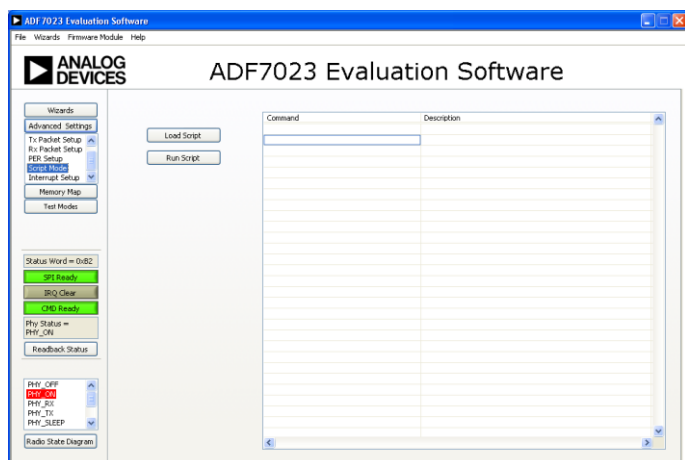 ADF7023 Evaluation Software
File Wizards Firmware Module Help
ANALOG
DEVICES
ADF7023 Evaluation Software
Wizards
Advanced Settings
Tx Packet Setup
Rx Packet Setup
PER Setup
Script Mode
Interrupt Setup
Memory Map
Test Modes
Load Script
Run Script
Command Description
Status Word = 0xB2
SPI Ready
IRQ Clear
CMD Ready
Phy Status =
PHY_ON
Readback Status
PHY_OFF
PHY_ON
PHY_RX
PHY_TX
PHY_SLEEP
Radio State Diagram